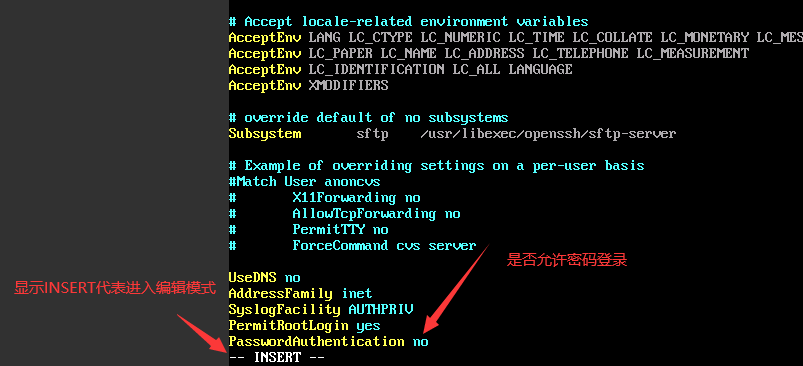 # Accept locale-related environment variables
AcceptEnv LANG LC_CTYPE LC_NUMERIC LC_TIME LC_COLLATE LC_MONETARY LC_MES
AcceptEnv LC_PAPER LC_NAME LC_ADDRESS LC_TELEPHONE LC_MEASUREMENT
AcceptEnv LC_IDENTIFICATION LC_ALL LANGUAGE
AcceptEnv XMODIFIERS
# override default of no subsystems
Subsystem sftp /usr/libexec/openssh/sftp-server
# Example of overriding settings on a per-user basis
#Match User anoncvs
# X11Forwarding no
# AllowTcpForwarding no
# PermitTTY no
# ForceCommand cvs server
是否允许密码登录
显示INSERT代表进入编辑模式
UseDNS no
AddressFamily inet
SyslogFacility AUTHPRIV
PermitRootLogin yes
PasswordAuthentication no
-- INSERT --